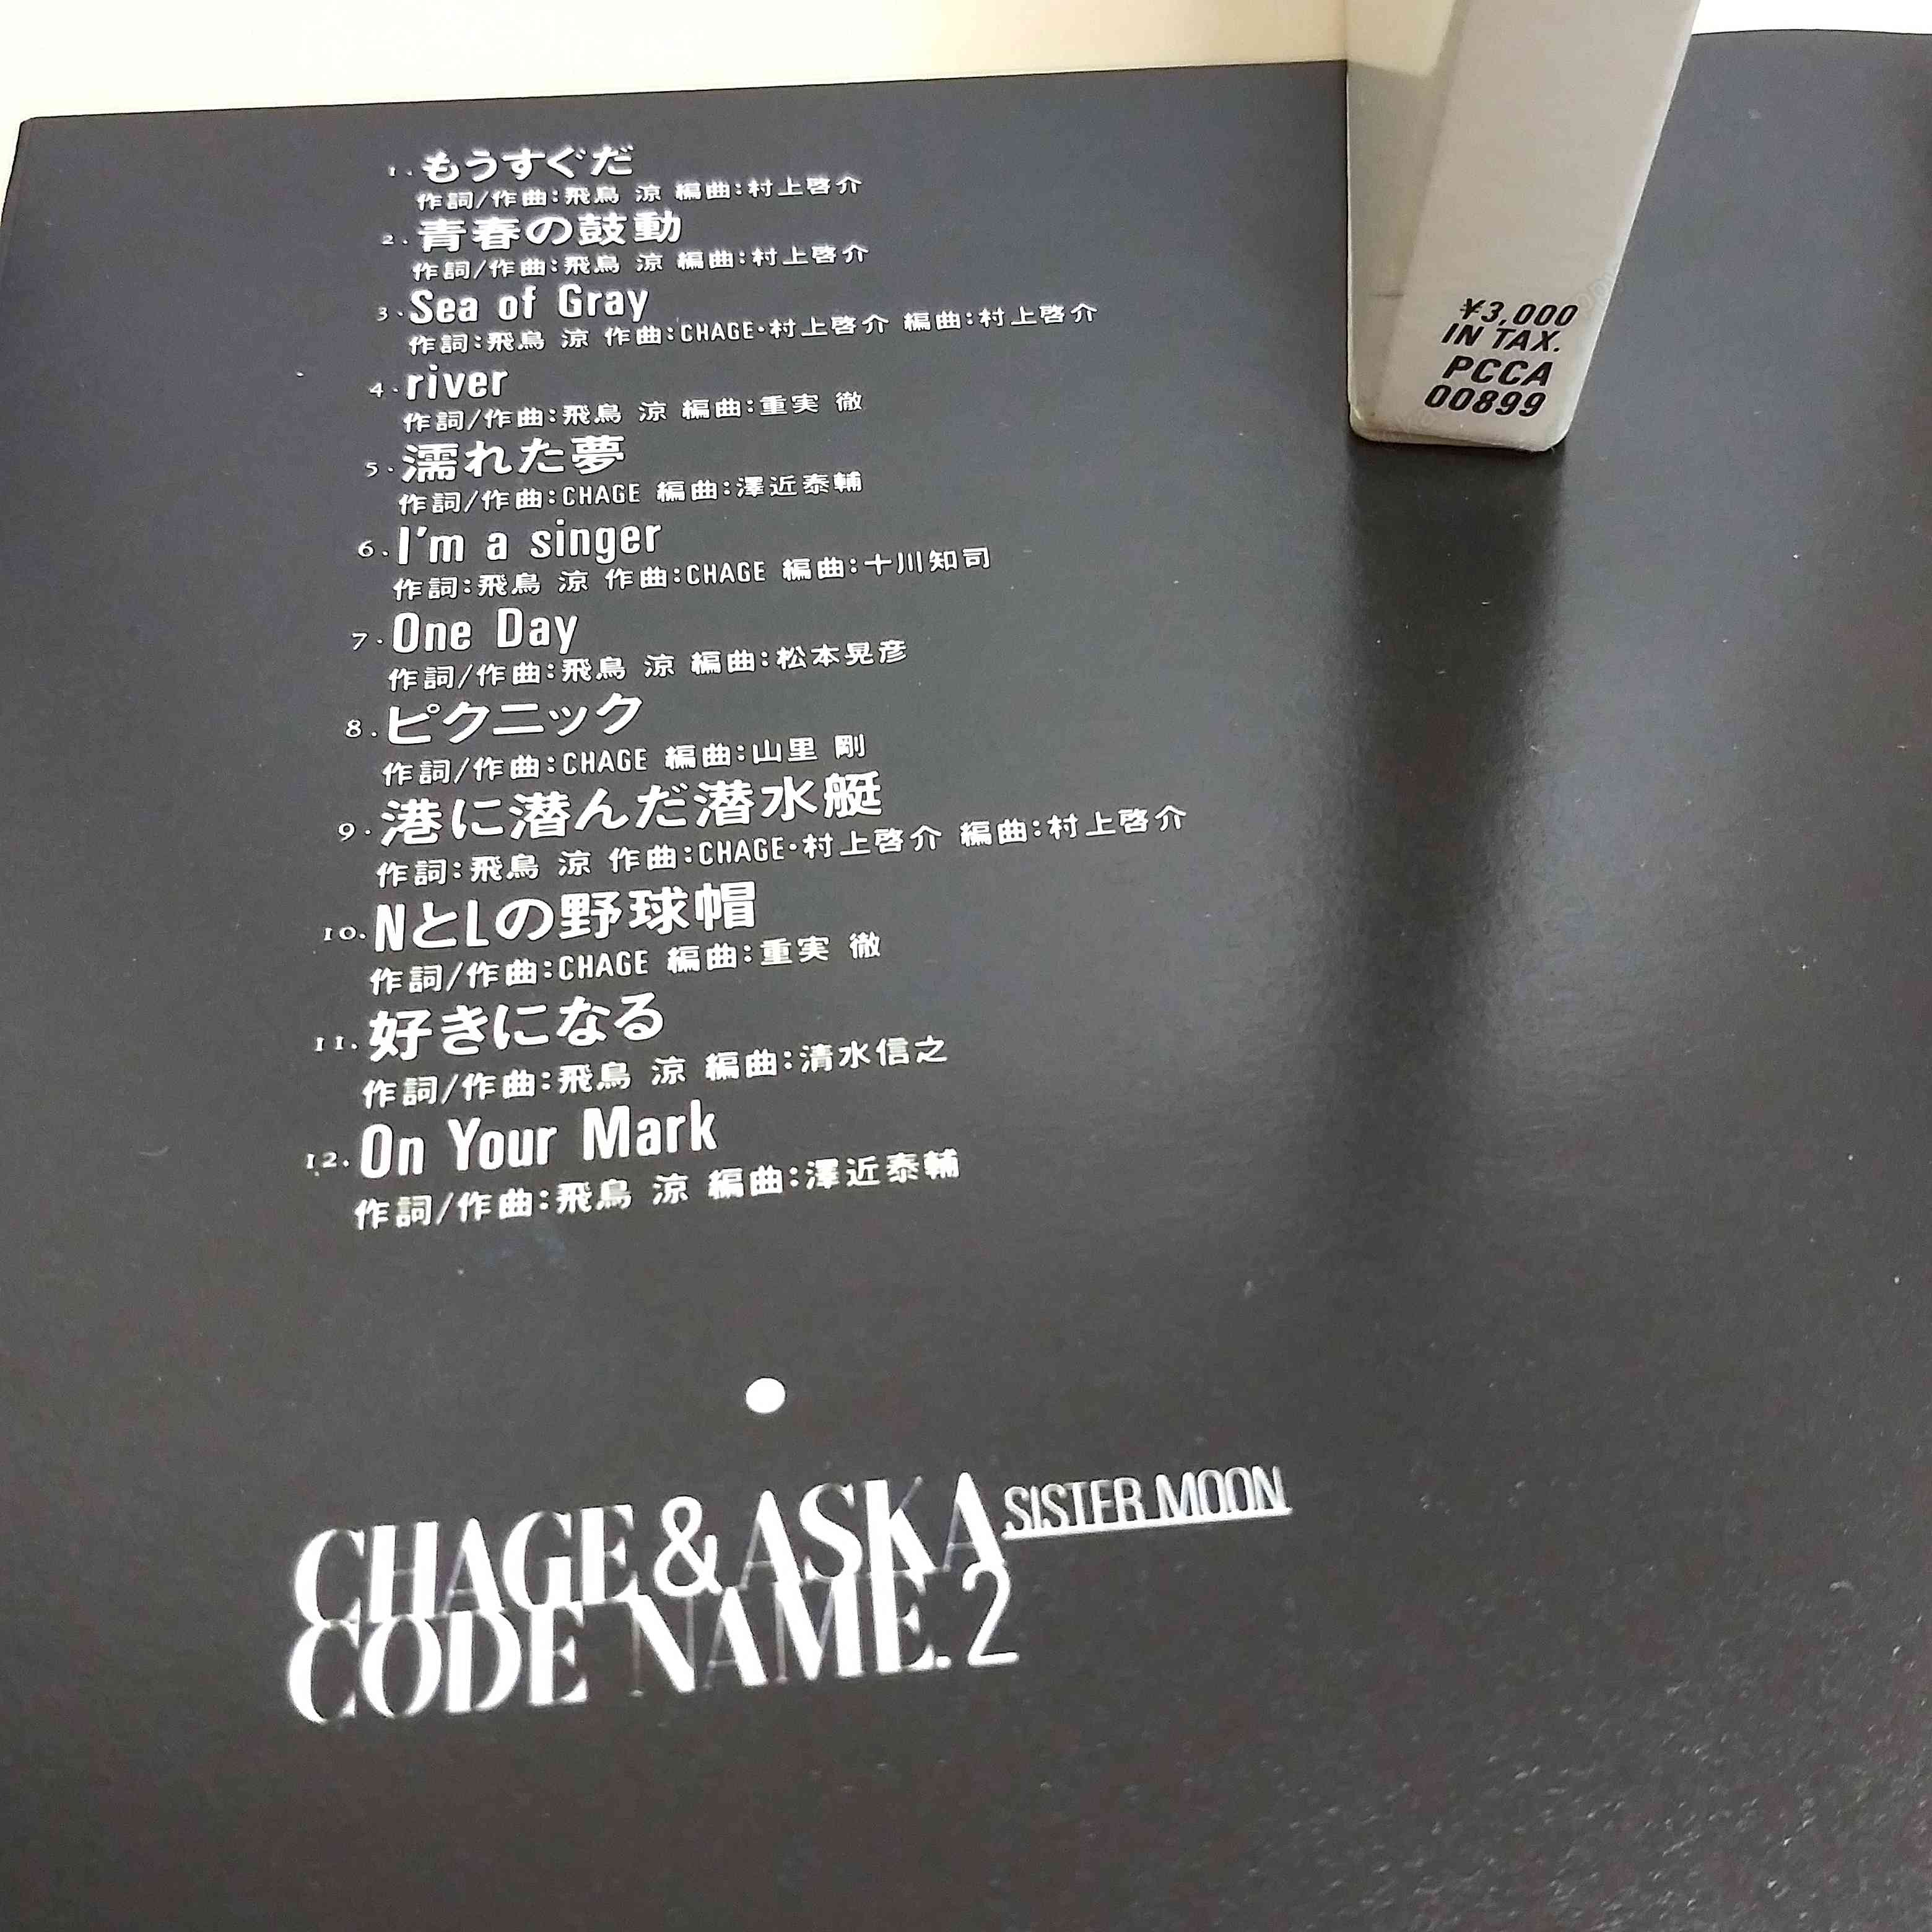 1. もうすぐだ
作詞/作曲:飛鳥 涼 編曲:村上啓介
2. 青春の鼓動
作詞/作曲:飛鳥 涼 編曲:村上啓介
3. Sea of Gray
作詞:飛鳥 涼 作曲:CHAGE・村上啓介 編曲:村上啓介
4. river
作詞/作曲:飛鳥 涼 編曲:重実 徹
5. 濡れた夢
作詞/作曲:CHAGE 編曲:澤近泰輔
6. I'm a singer
作詞:飛鳥 涼 作曲:CHAGE 編曲:十川知司
7. One Day
作詞/作曲:飛鳥 涼 編曲:松本晃彦
8. ピクニック
作詞/作曲:CHAGE 編曲:山里 剛
9. 港に潜んだ潜水艇
作詞:飛鳥 涼 作曲:CHAGE・村上啓介 編曲:村上啓介
10. NとLの野球帽
作詞/作曲:CHAGE 編曲:重実 徹
11. 好きになる
作詞/作曲:飛鳥 涼 編曲:清水信之
12. On Your Mark
作詞/作曲:飛鳥 涼 編曲:澤近泰輔
CHAGE & ASKA SISTER MOON
CODE NAME. 2
¥3,000
IN TAX.
PCCA
00899